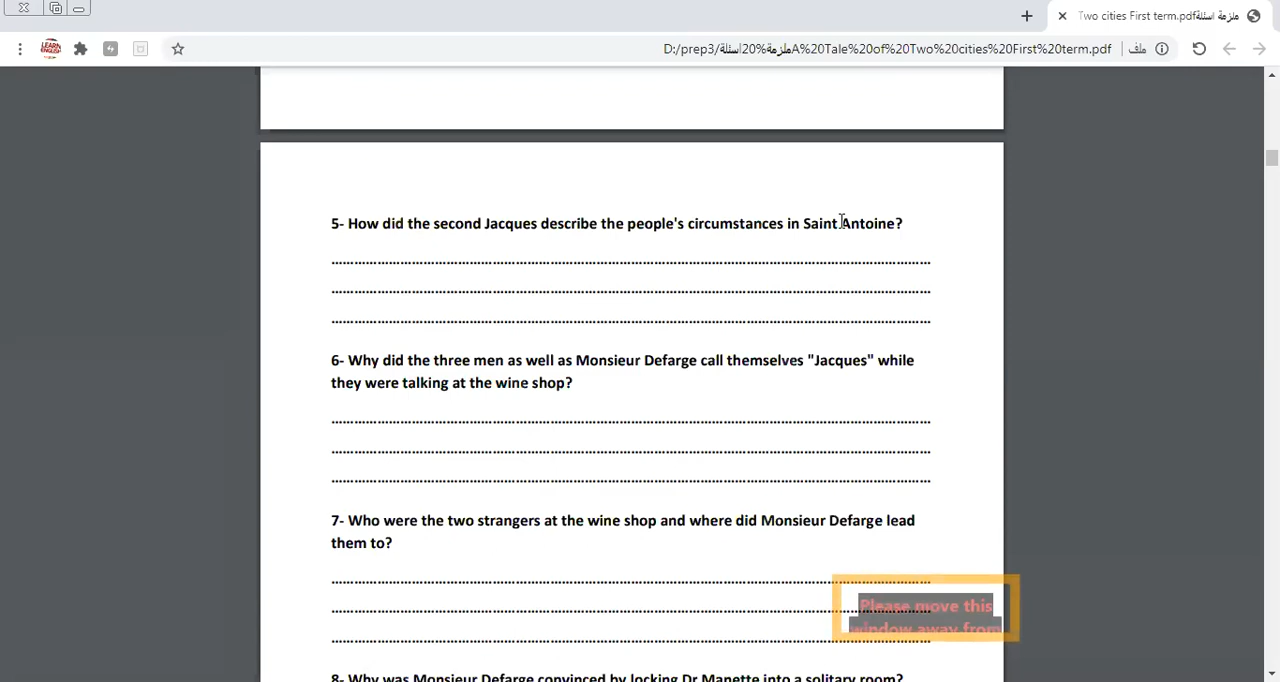 Two cities First term.pdfملزمة اسئلة
D:/prep3/ملزمة%20اسئلة%20A%20Tale%20of%20Two%20cities%20First%20term.pdf
ملف
LEARN ENGLISH
5- How did the second Jacques describe the people's circumstances in Saint Antoine?
6- Why did the three men as well as Monsieur Defarge call themselves "Jacques" while
they were talking at the wine shop?
7- Who were the two strangers at the wine shop and where did Monsieur Defarge lead
them to?
Please move this
window away from
8- Why was Monsieur Defarge convinced by locking Dr Manette into a solitary room?